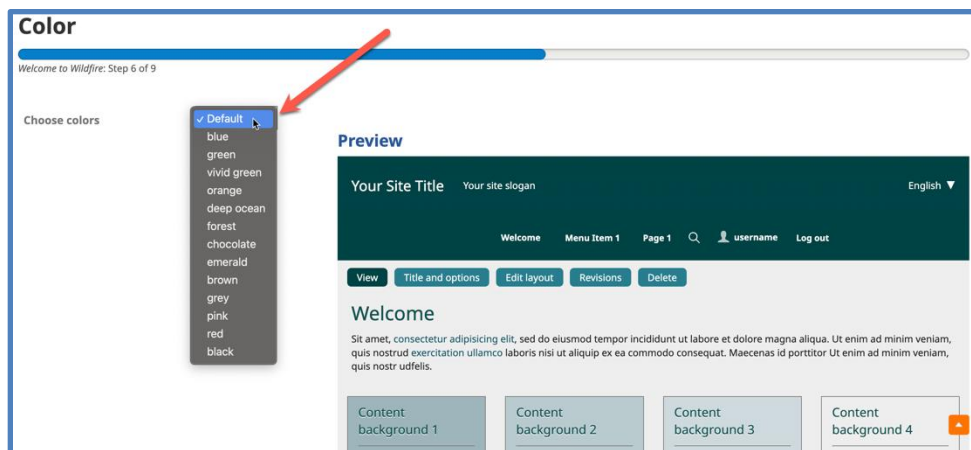 Color
Welcome to Wildfire: Step 6 of 9
Choose colors
✓ Default
blue
green
vivid green
orange
deep ocean
forest
chocolate
emerald
brown
grey
pink
red
black
Preview
Your Site Title Your site slogan English ▼
Welcome Menu Item 1 Page 1 username Log out
View Title and options Edit layout Revisions Delete
Welcome
Sit amet, consectetur adipisicing elit, sed do eiusmod tempor incididunt ut labore et dolore magna aliqua. Ut enim ad minim veniam,
quis nostrud exercitation ullamco laboris nisi ut aliquip ex ea commodo consequat. Maecenas id porttitor Ut enim ad minim veniam,
quis nostr udfelis.
Content
background 1
Content
background 2
Content
background 3
Content
background 4